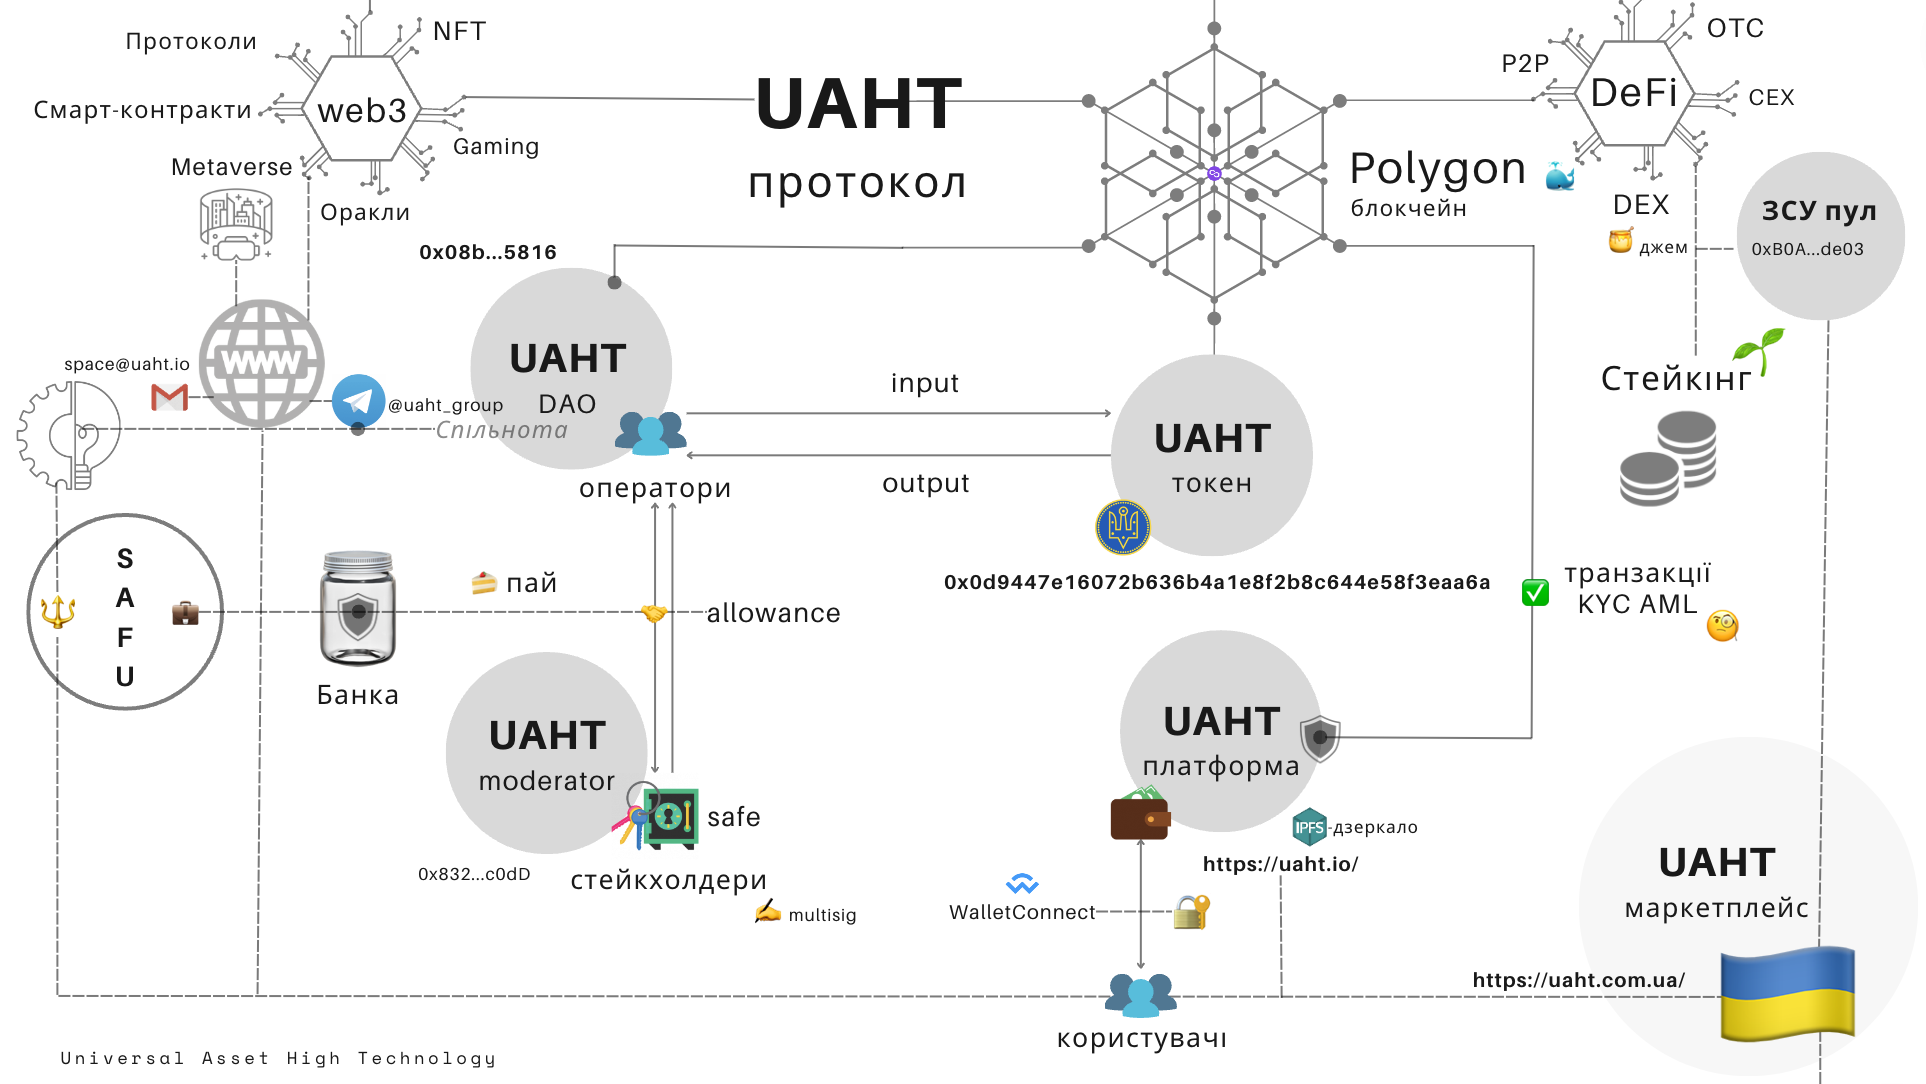 Протоколи
NFT
Смарт-контракти
web3
Gaming
Metaverse
Оракли
UAHT
протокол
Polygon
блокчейн
OTC
P2P
DeFi
CEX
DEX
джем
ЗСУ пул
0xB0A...de03
0x08b...5816
UAHT
DAO
space@uaht.io
WWW
@uaht_group
Спільнота
оператори
input
output
UAHT
токен
0x0d9447e16072b636b4a1e8f2b8c644e58f3eaa6a
Стейкінг
транзакції
KYC AML
S
A
F
U
пай
allowance
Банка
UAHT
moderator
safe
0x832...c0dD
стейкхолдери
multisig
UAHT
платформа
IPFS
-дзеркало
https://uaht.io/
WalletConnect
користувачі
UAHT
маркетплейс
https://uaht.com.ua/
Universal Asset High Technology